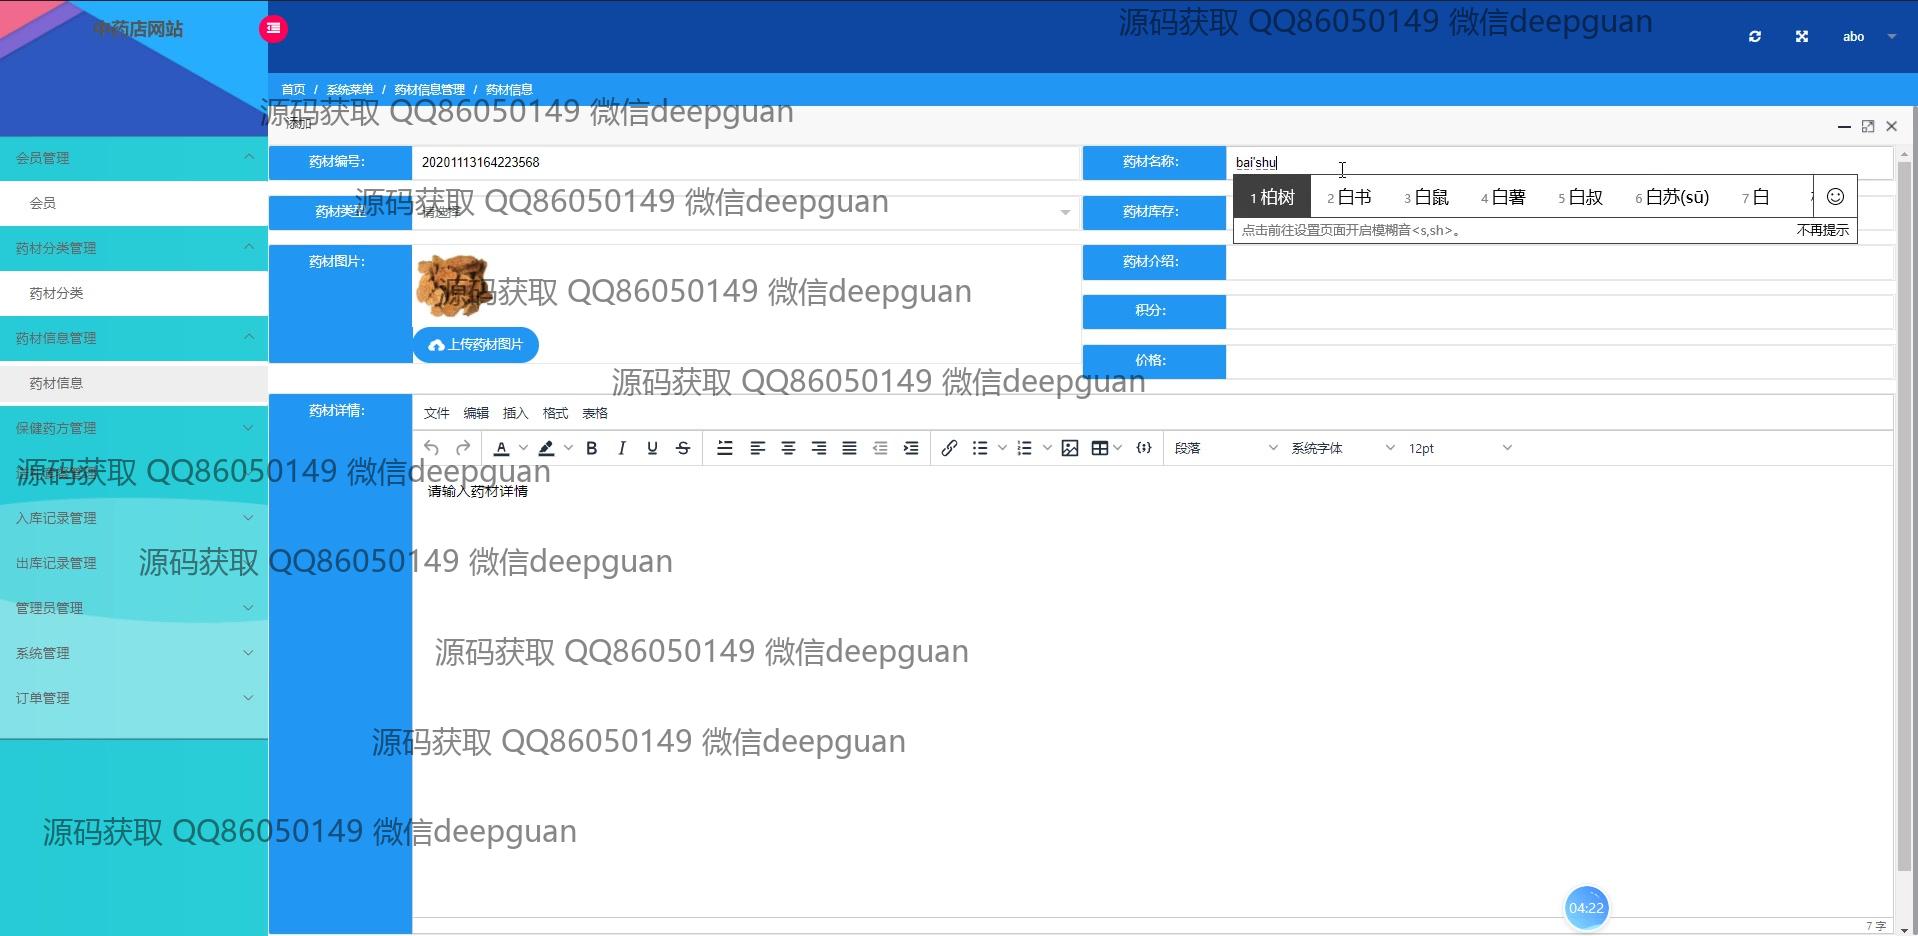 中药店网站
源码获取 QQ86050149 微信deepguan
abo
首页 / 系统菜单 / 药材信息管理 / 药材信息
源码获取 QQ86050149 微信deepguan
添加
会员管理
会员
药材分类管理
药材分类
药材信息管理
药材信息
保健药方管理
入库记录管理
出库记录管理
管理员管理
系统管理
订单管理
药材编号:
20201113164223568
药材名称:
bai'shu
1 柏树 2 白书 3 白鼠 4 白薯 5 白叔 6 白苏(sū) 7 白
点击前往设置页面开启模糊音<s,sh>。 不再提示
药材类型:
请选择
源码获取 QQ86050149 微信deepguan
药材库存:
药材图片:
源码获取 QQ86050149 微信deepguan
上传药材图片
药材介绍:
积分:
价格:
源码获取 QQ86050149 微信deepguan
药材详情:
文件 编辑 插入 格式 表格
A B I U S 段落 系统字体 12pt
源码获取 QQ86050149 微信deepguan
请输入药材详情
源码获取 QQ86050149 微信deepguan
源码获取 QQ86050149 微信deepguan
源码获取 QQ86050149 微信deepguan
源码获取 QQ86050149 微信deepguan
04:22
7 字